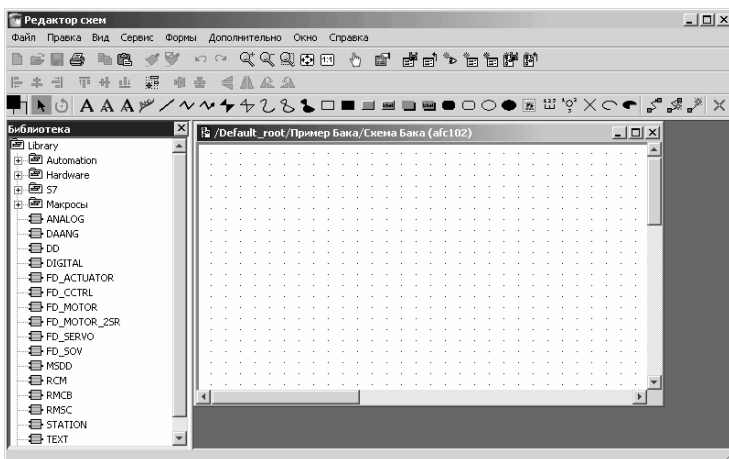 Редактор схем
Файл Правка Вид Сервис Формы Дополнительно Окно Справка
Библиотека
Library
Automation
Hardware
S7
Макросы
ANALOG
DAANG
DD
DIGITAL
FD_ACTUATOR
FD_CCTRL
FD_MOTOR
FD_MOTOR_2SR
FD_SERVO
FD_SOV
MSDD
RCM
RMCB
RMSC
STATION
TEXT
/Default_root/Пример Бака/Схема Бака (afc102)